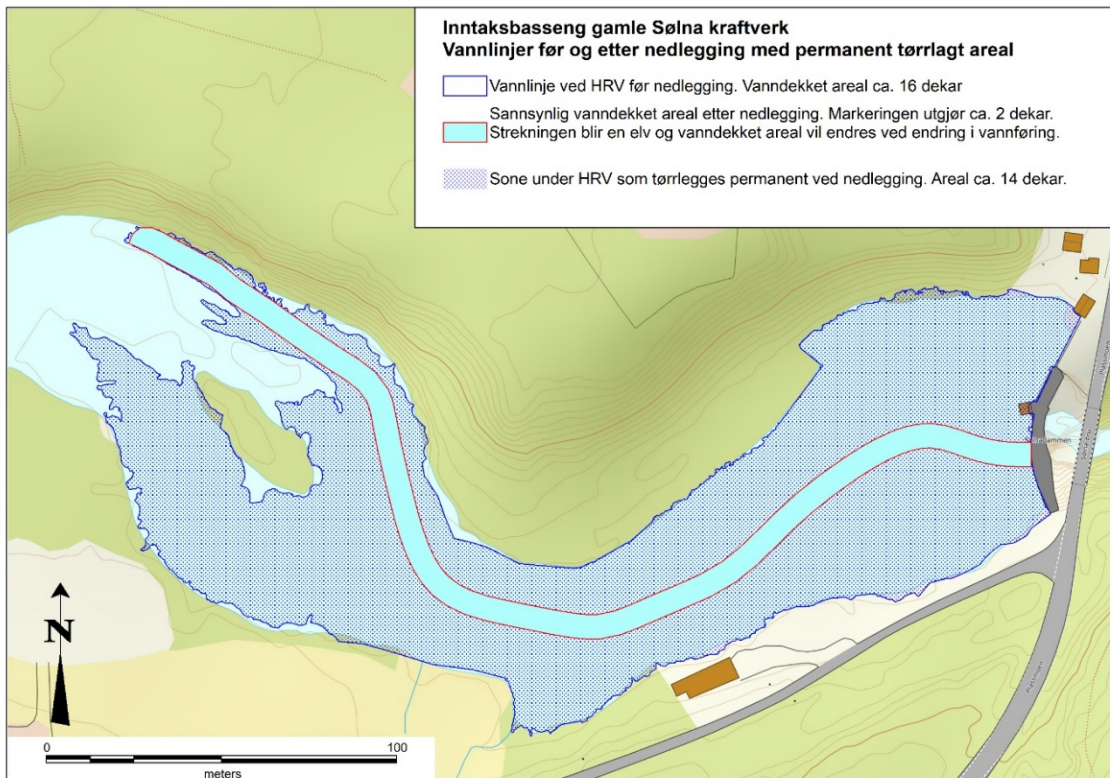 Inntaksbasseng gamle Sølna kraftverk
Vannlinjer før og etter nedlegging med permanent tørrlagt areal
Vannlinje ved HRV før nedlegging. Vanndekket areal ca. 16 dekar
Sannsynlig vanndekket areal etter nedlegging. Markeringen utgjør ca. 2 dekar.
Strekningen blir en elv og vanndekket areal vil endres ved endring i vannføring.
Sone under HRV som tørrlegges permanent ved nedlegging. Areal ca. 14 dekar.
N
0 100
meters